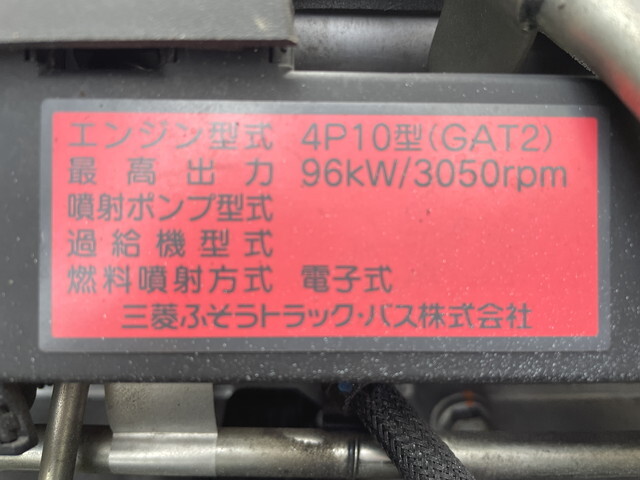 エンジン型式 4P10型(GAT2)
最高出力 96kW/3050rpm
噴射ポンプ型式
過給機型式
燃料噴射方式 電子式
三菱ふそうトラック・バス株式会社